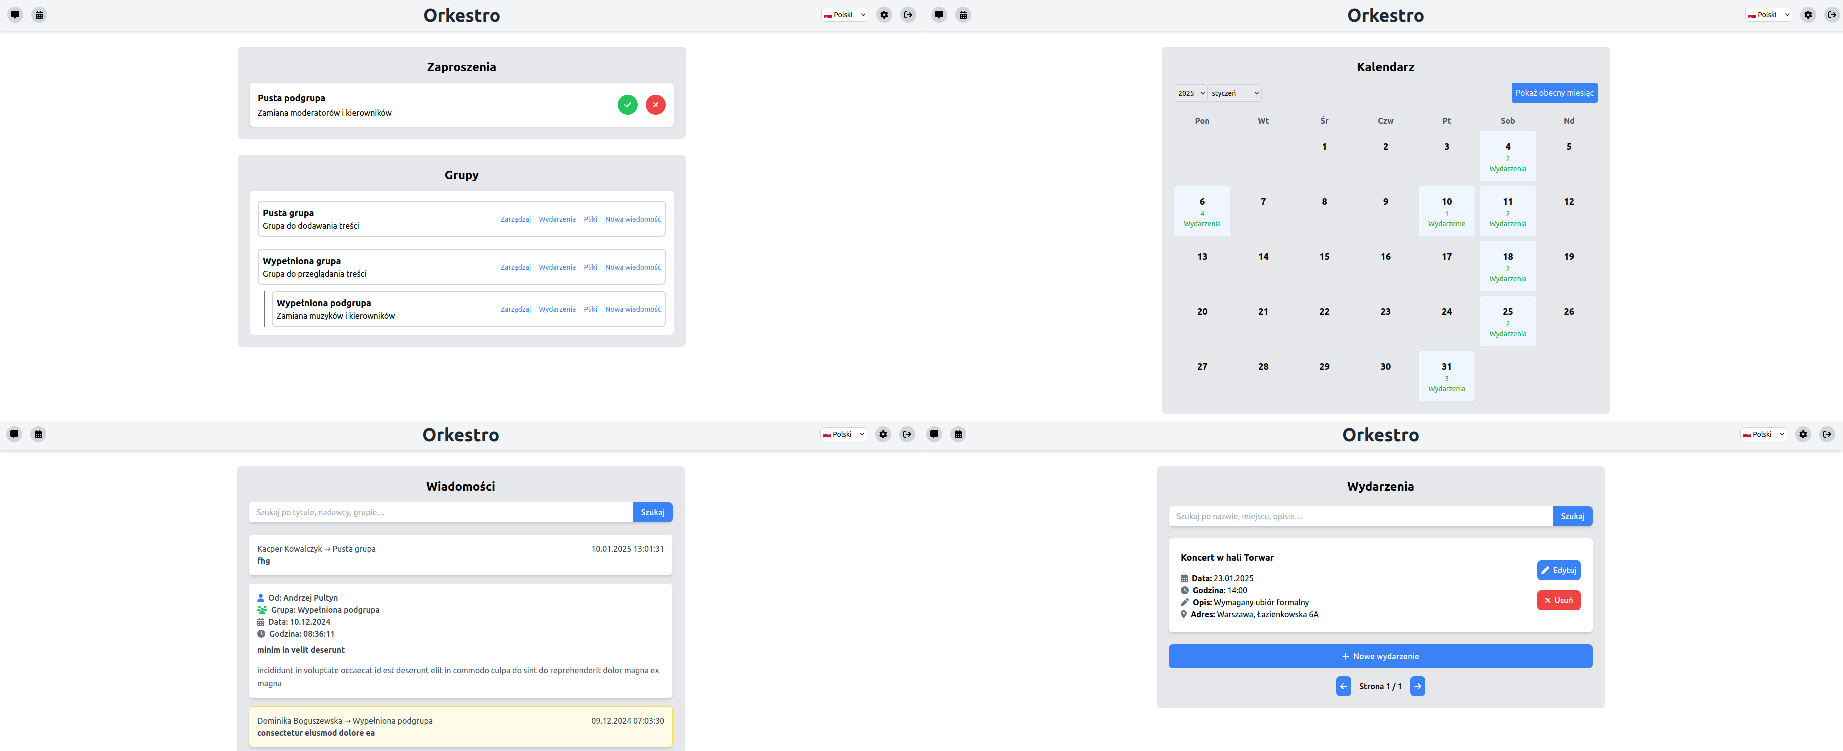 Orkestro
Polski
Zaproszenia
Pusta podgrupa
Zamiana moderatorów i kierowników
Grupy
Pusta grupa
Grupa do dodawania treści
Zarządzaj Wydarzenia Pliki Nowa wiadomość
Wypełniona grupa
Grupa do przeglądania treści
Zarządzaj Wydarzenia Pliki Nowa wiadomość
Wypełniona podgrupa
Zamiana muzyków i kierowników
Zarządzaj Wydarzenia Pliki Nowa wiadomość
Orkestro
Polski
Kalendarz
2025 styczeń
Pokaż obecny miesiąc
Pon Wt Śr Czw Pt Sob Nd
1 2 3 4 5
2
Wydarzenia
6 7 8 9 10 11 12
4 1 2
Wydarzenia Wydarzenie Wydarzenia
13 14 15 16 17 18 19
2
Wydarzenia
20 21 22 23 24 25 26
2
Wydarzenia
27 28 29 30 31
3
Wydarzenia
Orkestro
Polski
Wiadomości
Szukaj po tytule, nadawcy, grupie...
Szukaj
Kacper Kowalczyk → Pusta grupa 10.01.2025 13:01:31
fhg
Od: Andrzej Pultyn
Grupa: Wypełniona podgrupa
Data: 10.12.2024
Godzina: 08:36:11
minim in velit deserunt
incididunt in voluptate occaecat id est deserunt elit in commodo culpa do sint do reprehenderit dolor magna ex
magna
Dominika Boguszewska → Wypełniona podgrupa 09.12.2024 07:03:30
consectetur eiusmod dolore ea
Orkestro
Polski
Wydarzenia
Szukaj po nazwie, miejscu, opisie...
Szukaj
Koncert w hali Torwar
Data: 23.01.2025
Godzina: 14:00
Opis: Wymagany ubiór formalny
Adres: Warszawa, Łazienkowska 6A
Edytuj
Usuń
+ Nowe wydarzenie
← Strona 1 / 1 →